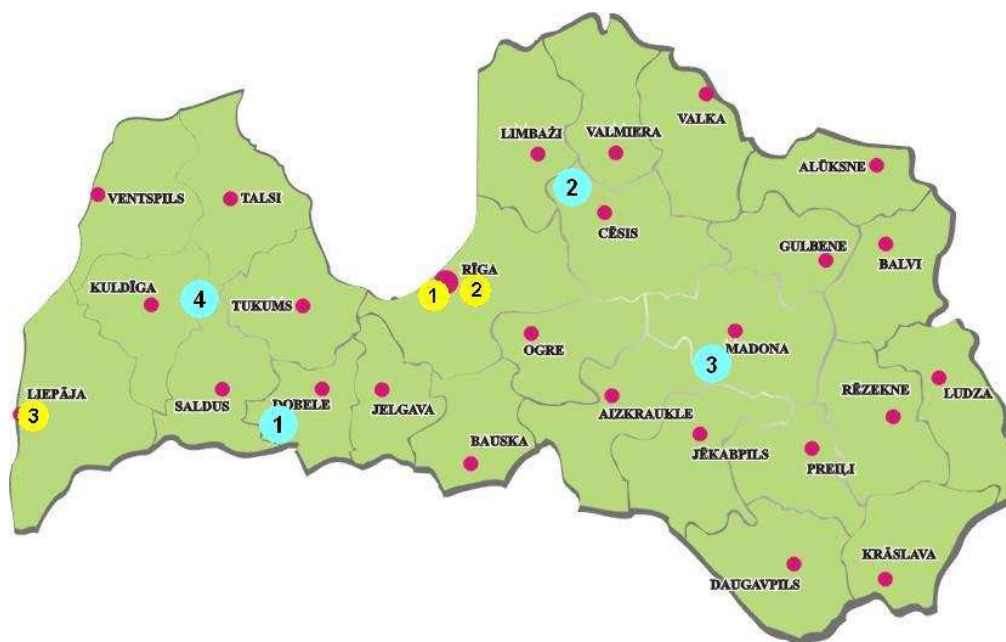 VALKA
LIMBAŽI
VALMIERA
ALŪKSNE
2
VENTSPILS
TALSI
CĒSIS
GULBENE
BALVI
RĪGA
KULDĪGA
4
1
2
TUKUMS
OGRE
MADONA
3
RĒZEKNE
LUDZA
LIEPĀJA
3
SALDUS
DOBELE
JELGAVA
AIZKRAUKLE
1
BAUSKA
JĒKABPILS
PREIĻI
KRĀSLAVA
DAUGAVPILS